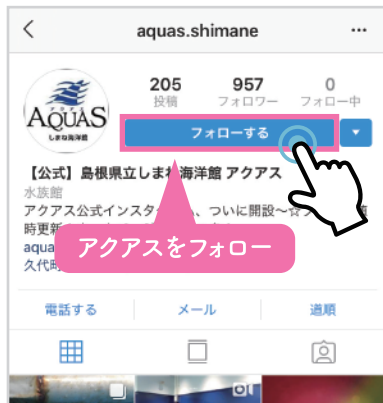 aquas.shimane
205
957
0
投稿
フォロワー
フォロー中
AQUAS
アクアス
しまね海洋館
フォローする
【公式】島根県立しまね海洋館 アクアス
水族館
アクアス公式インスタ
、ついに開設~☆
時更新
aqua
久代町
アクアスをフォロー
電話する
メール
道順